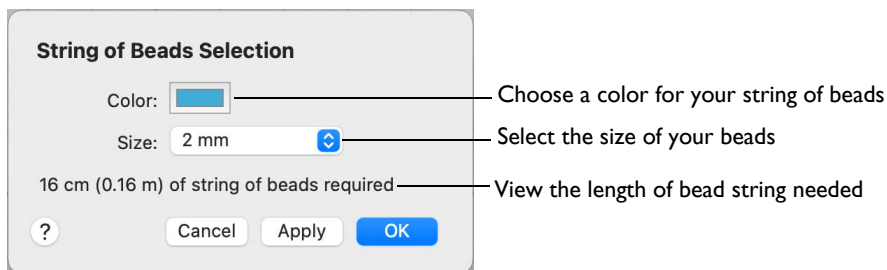 String of Beads Selection
Color:
Choose a color for your string of beads
Size: 2 mm
Select the size of your beads
16 cm (0.16 m) of string of beads required
View the length of bead string needed
? Cancel Apply OK